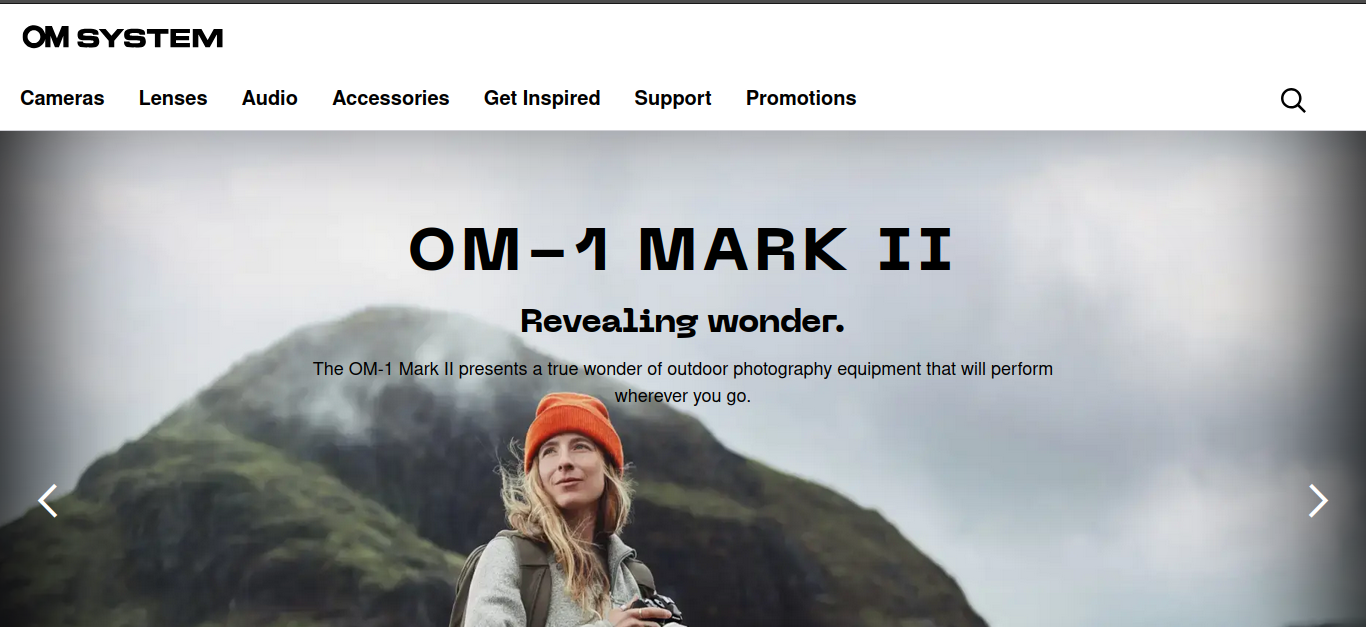 OM SYSTEM
Cameras Lenses Audio Accessories Get Inspired Support Promotions
OM-1 MARK II
Revealing wonder.
The OM-1 Mark II presents a true wonder of outdoor photography equipment that will perform
wherever you go.